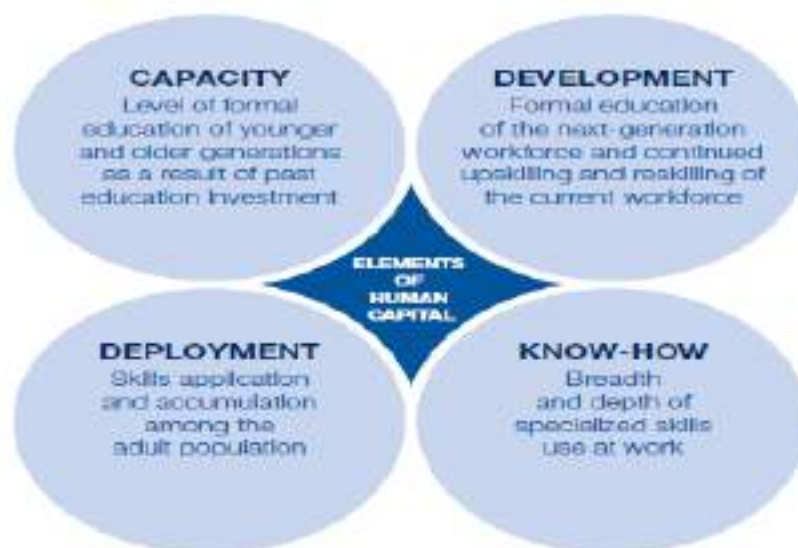 CAPACITY
Level of formal
education of younger
and older generations
as a result of past
education Investment
DEVELOPMENT
Formal education
of the next-generation
workforce and continued
upskilling and reskilling of
the current workforce
ELEMENTS
OF
HUMAN
CAPITAL
DEPLOYMENT
Skills application
and accumulation
among the
adult population
KNOW-HOW
Breadth
and depth of
specialized skills
use at work